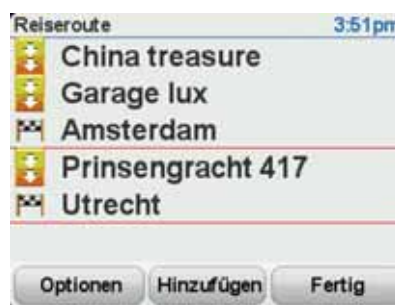 Reiseroute 3:51pm
China treasure
Garage lux
Amsterdam
Prinsengracht 417
Utrecht
Optionen Hinzufügen Fertig